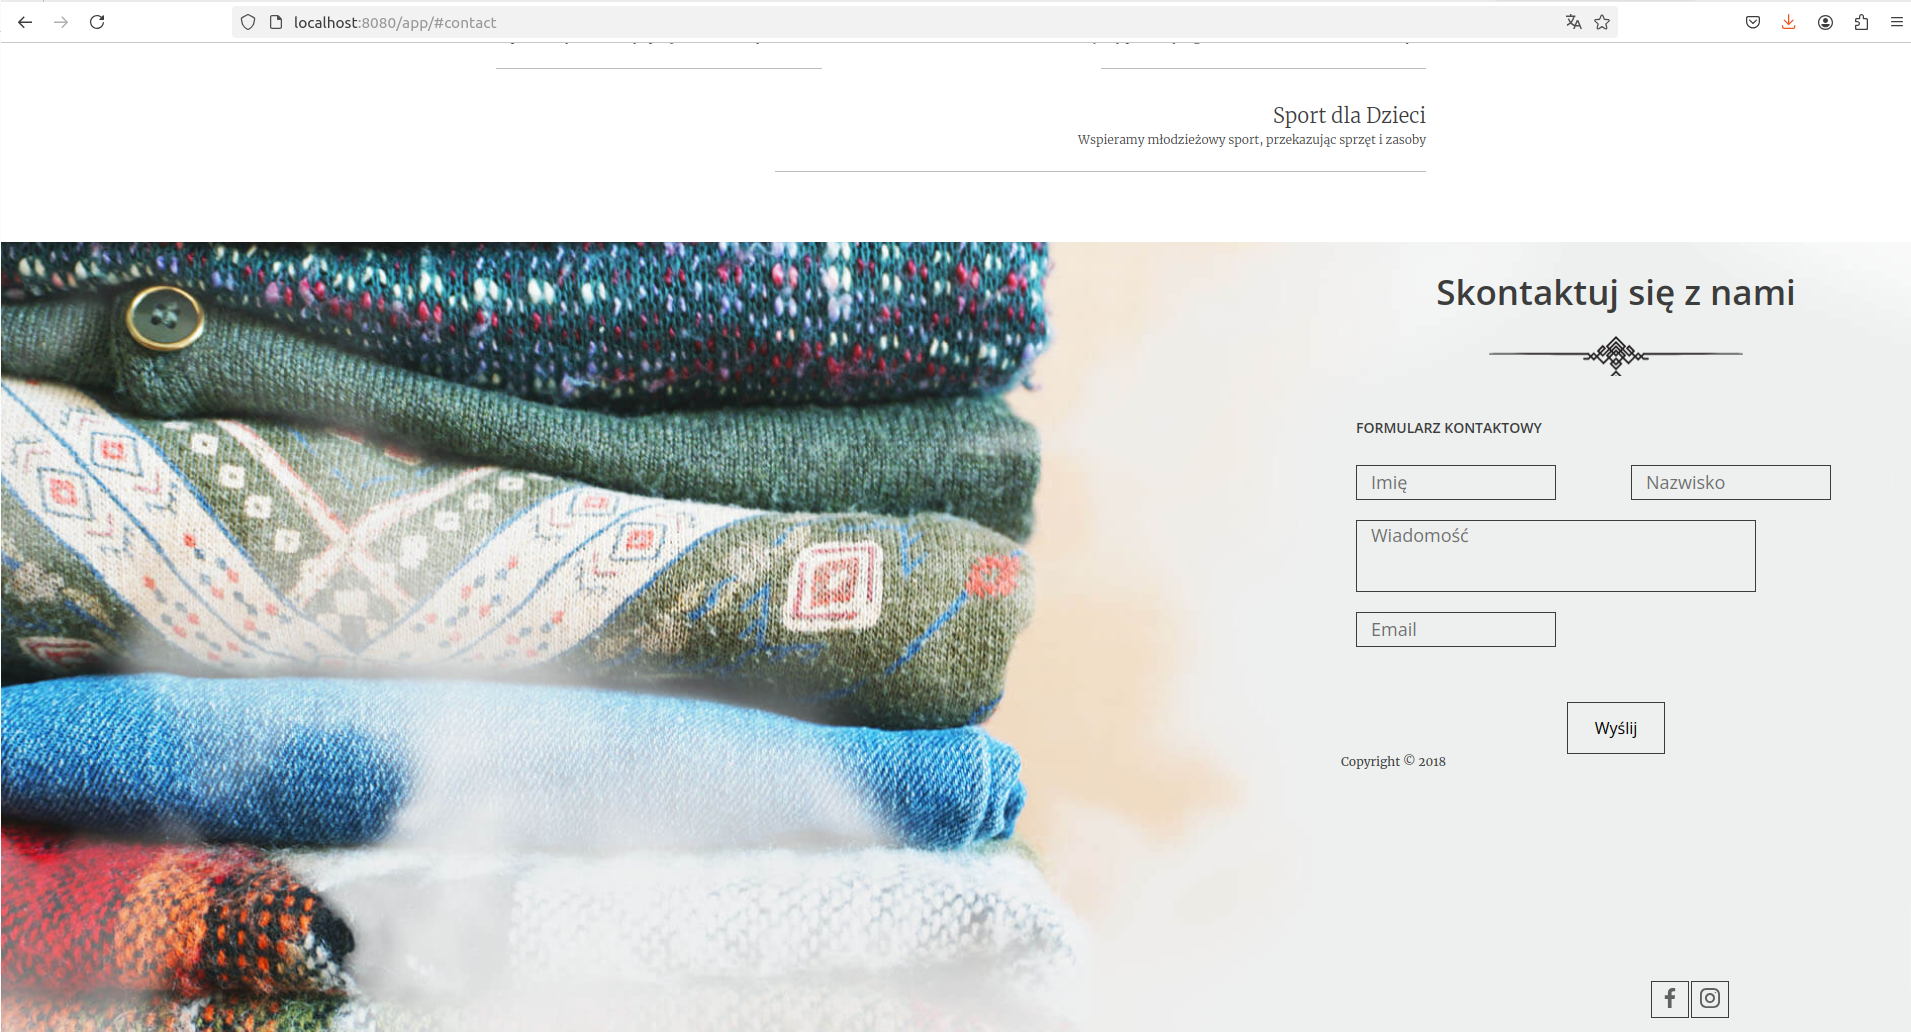 localhost:8080/app/#contact
Sport dla Dzieci
Wspieramy młodzieżowy sport, przekazując sprzęt i zasoby
Skontaktuj się z nami
FORMULARZ KONTAKTOWY
Imię
Nazwisko
Wiadomość
Email
Wyślij
Copyright © 2018